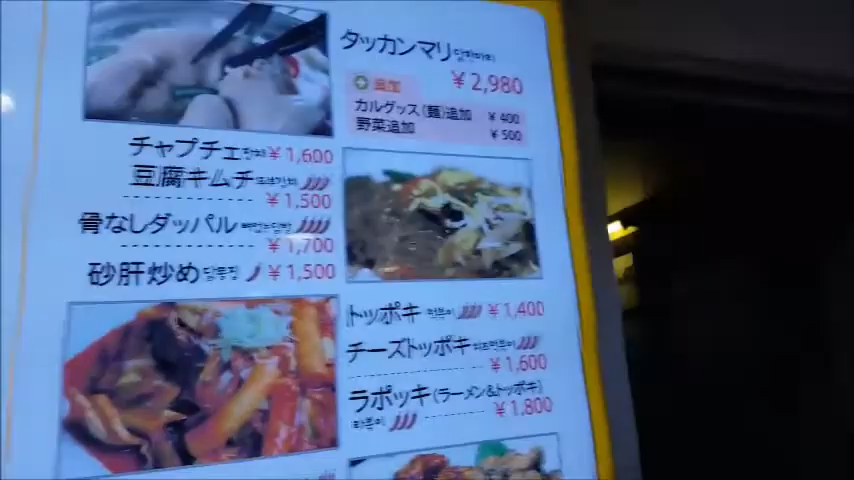 タッカンマリ
¥2,980
追加
カルグッス(麺)追加 ¥400
野菜追加 ¥500
チャプチェ ¥1,600
豆腐キムチ
¥1,500
骨なしダッパル
¥1,700
砂肝炒め ¥1,500
トッポキ ¥1,400
チーズトッポキ
¥1,600
ラポッキ(ラーメン&トッポキ)
¥1,800